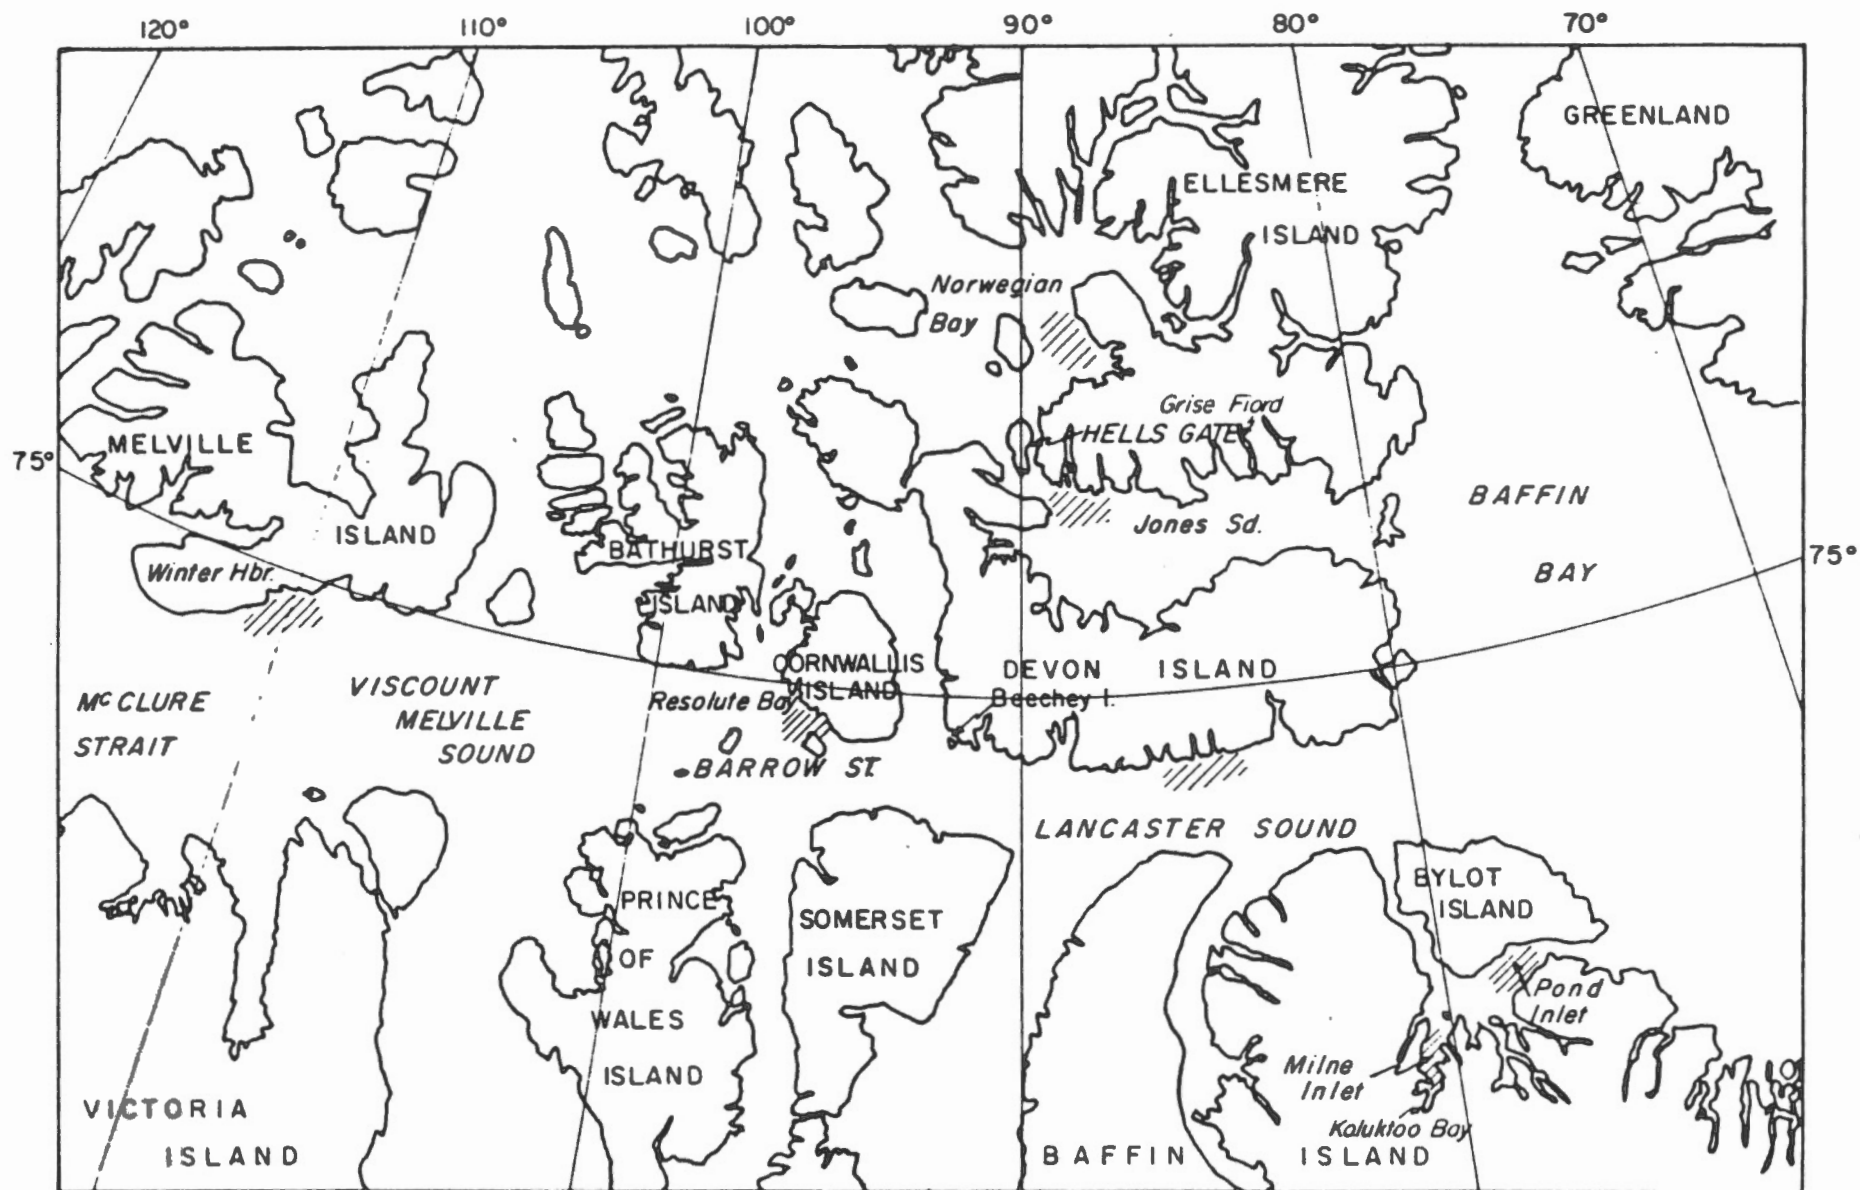 120°
110°
100°
90°
80°
70°
GREENLAND
ELLESMERE
ISLAND
Norwegian
Bay
Grise Fiord
HELLS GATE
MELVILLE
75°
BAFFIN
Jones Sd.
ISLAND
BATHURST
75°
BAY
Winter Hbr.
ISLAND
CORNWALLIS
DEVON ISLAND
ISLAND
VISCOUNT
McCLURE
Resolute Bay
Beechey I.
MELVILLE
STRAIT
SOUND
BARROW ST.
LANCASTER SOUND
BYLOT
PRINCE
ISLAND
SOMERSET
OF
ISLAND
Pond
WALES
Inlet
Milne
ISLAND
Inlet
VICTORIA
Koluktoo Bay
ISLAND
BAFFIN ISLAND